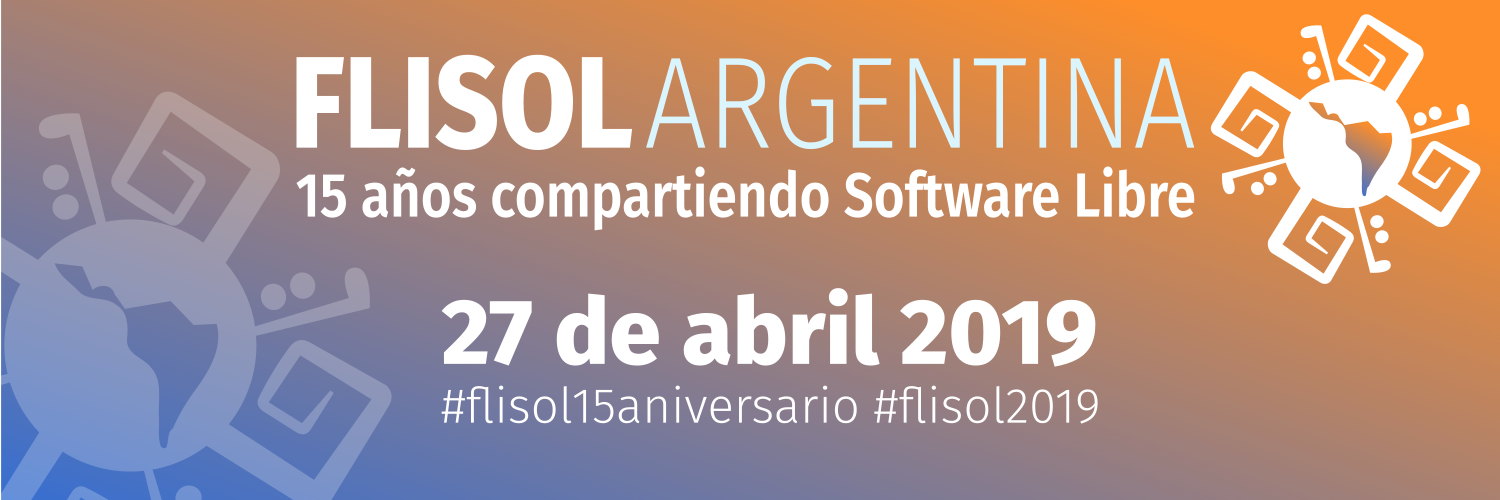 FLISOL ARGENTINA
15 años compartiendo Software Libre
27 de abril 2019
#flisol15aniversario #flisol2019